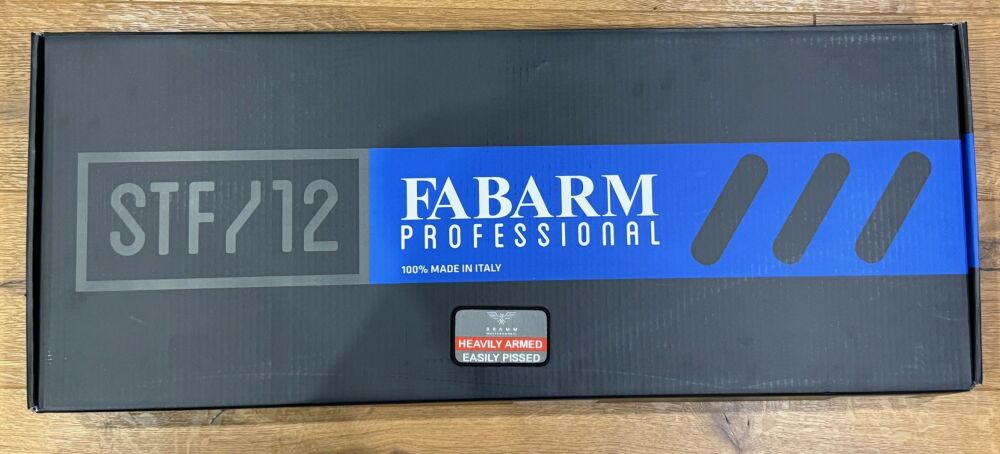 STF/12
FABARM
PROFESSIONAL
100% MADE IN ITALY
HEAVILY ARMED
EASILY PISSED